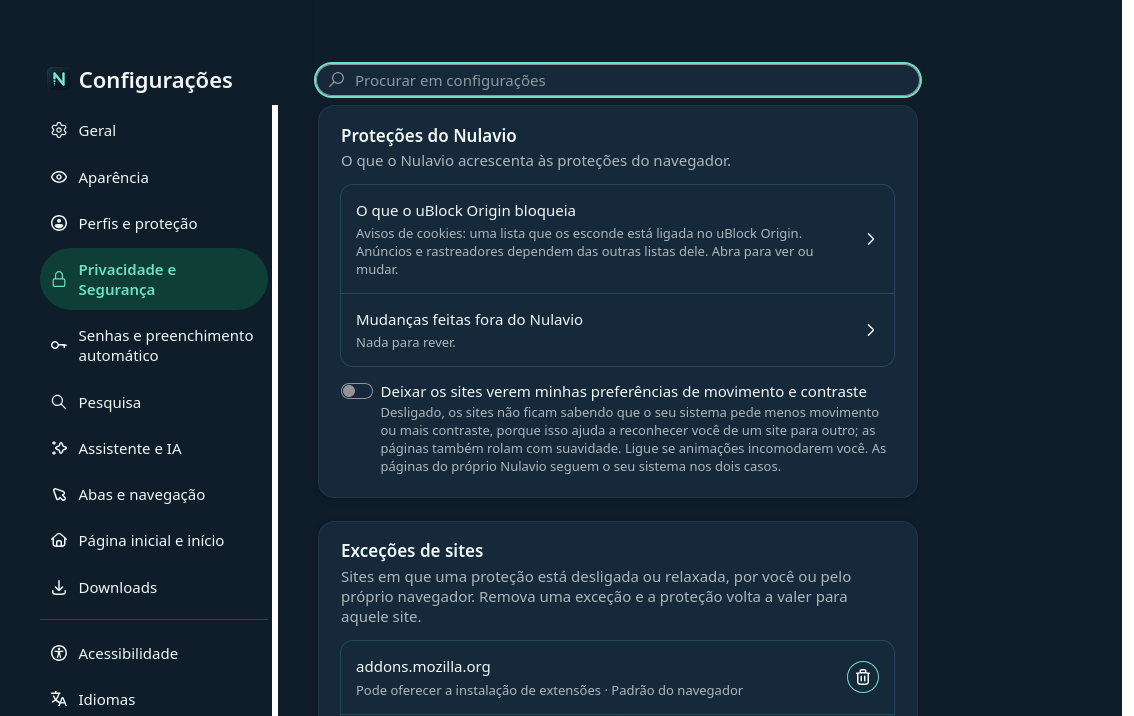 Configurações
Procurar em configurações
Geral
Aparência
Perfis e proteção
Privacidade e
Segurança
Senhas e preenchimento
automático
Pesquisa
Assistente e IA
Abas e navegação
Página inicial e início
Downloads
Acessibilidade
Idiomas
Proteções do Nulavio
O que o Nulavio acrescenta às proteções do navegador.
O que o uBlock Origin bloqueia
Avisos de cookies: uma lista que os esconde está ligada no uBlock Origin.
Anúncios e rastreadores dependem das outras listas dele. Abra para ver ou
mudar.
Mudanças feitas fora do Nulavio
Nada para rever.
Deixar os sites verem minhas preferências de movimento e contraste
Desligado, os sites não ficam sabendo que o seu sistema pede menos movimento
ou mais contraste, porque isso ajuda a reconhecer você de um site para outro; as
páginas também rolam com suavidade. Ligue se animações incomodarem você. As
páginas do próprio Nulavio seguem o seu sistema nos dois casos.
Exceções de sites
Sites em que uma proteção está desligada ou relaxada, por você ou pelo
próprio navegador. Remova uma exceção e a proteção volta a valer para
aquele site.
addons.mozilla.org
Pode oferecer a instalação de extensões · Padrão do navegador